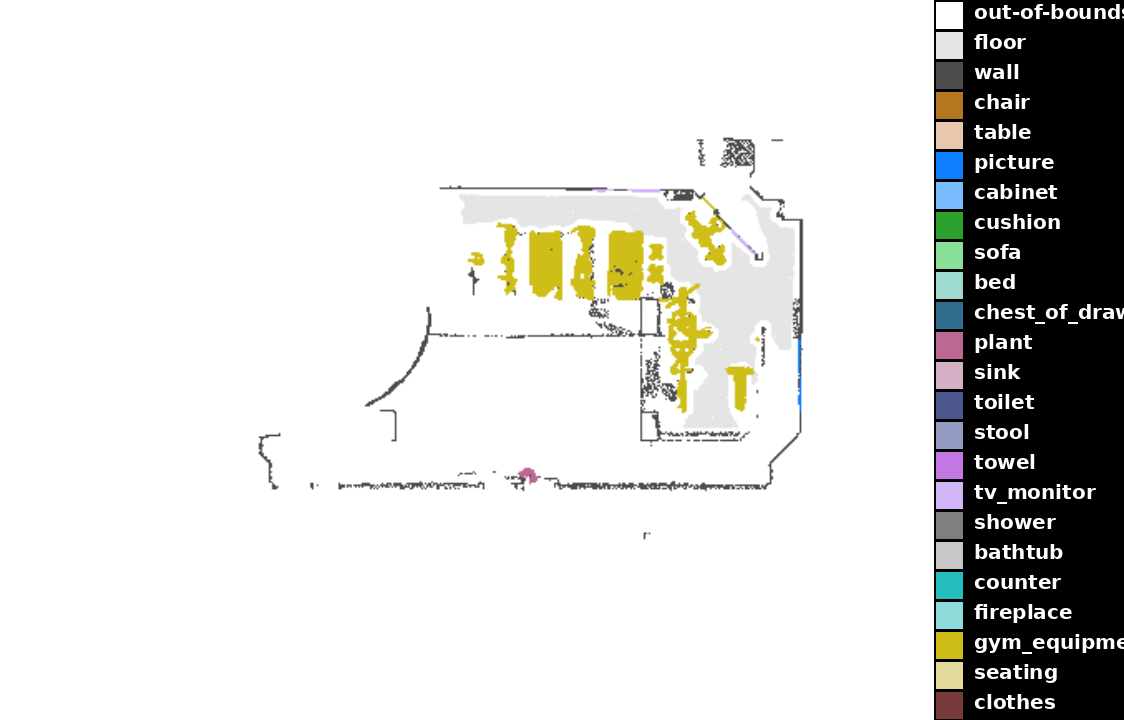 out-of-bounds
floor
wall
chair
table
picture
cabinet
cushion
sofa
bed
chest_of_draw
plant
sink
toilet
stool
towel
tv_monitor
shower
bathtub
counter
fireplace
gym_equipme
seating
clothes